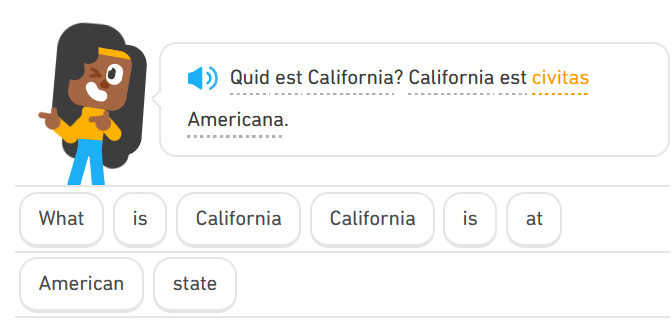 Quid est California? California est civitas
Americana.
What is California California is at
American state